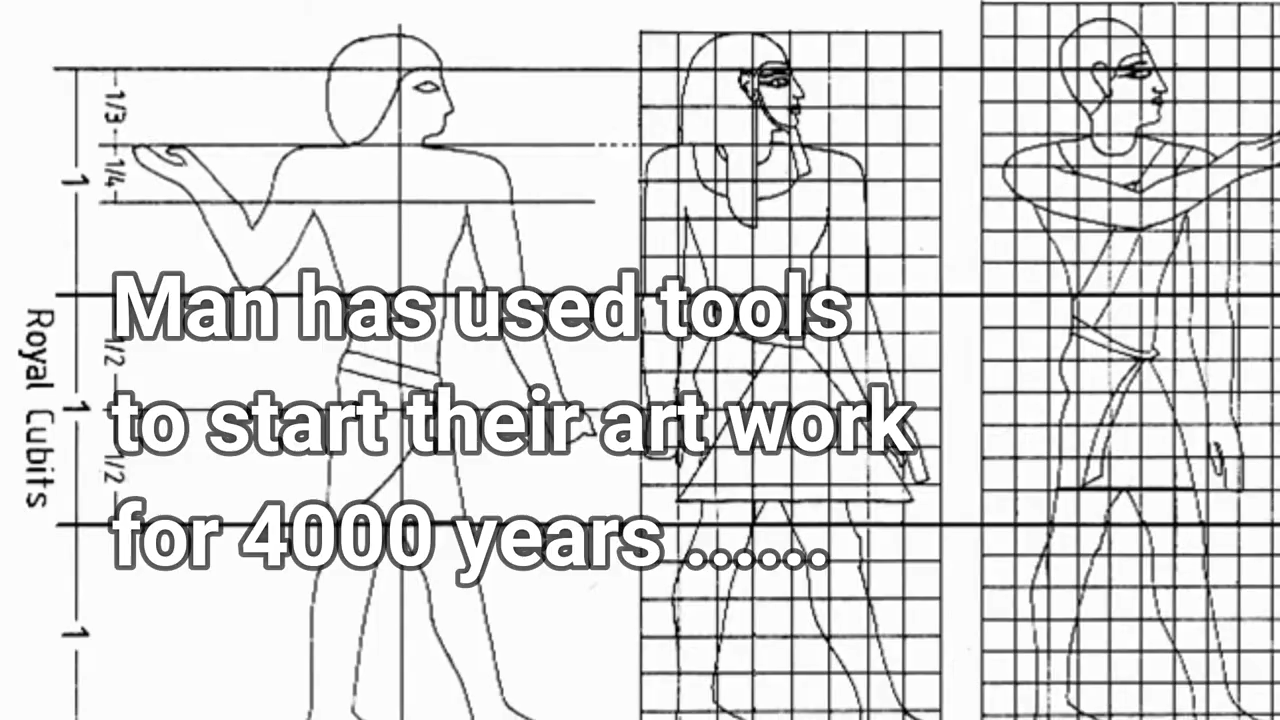 1/3
1/4
1
Man has used tools
1/2
Royal Cubits
1
to start their art work
1/2
for 4000 years ......
1